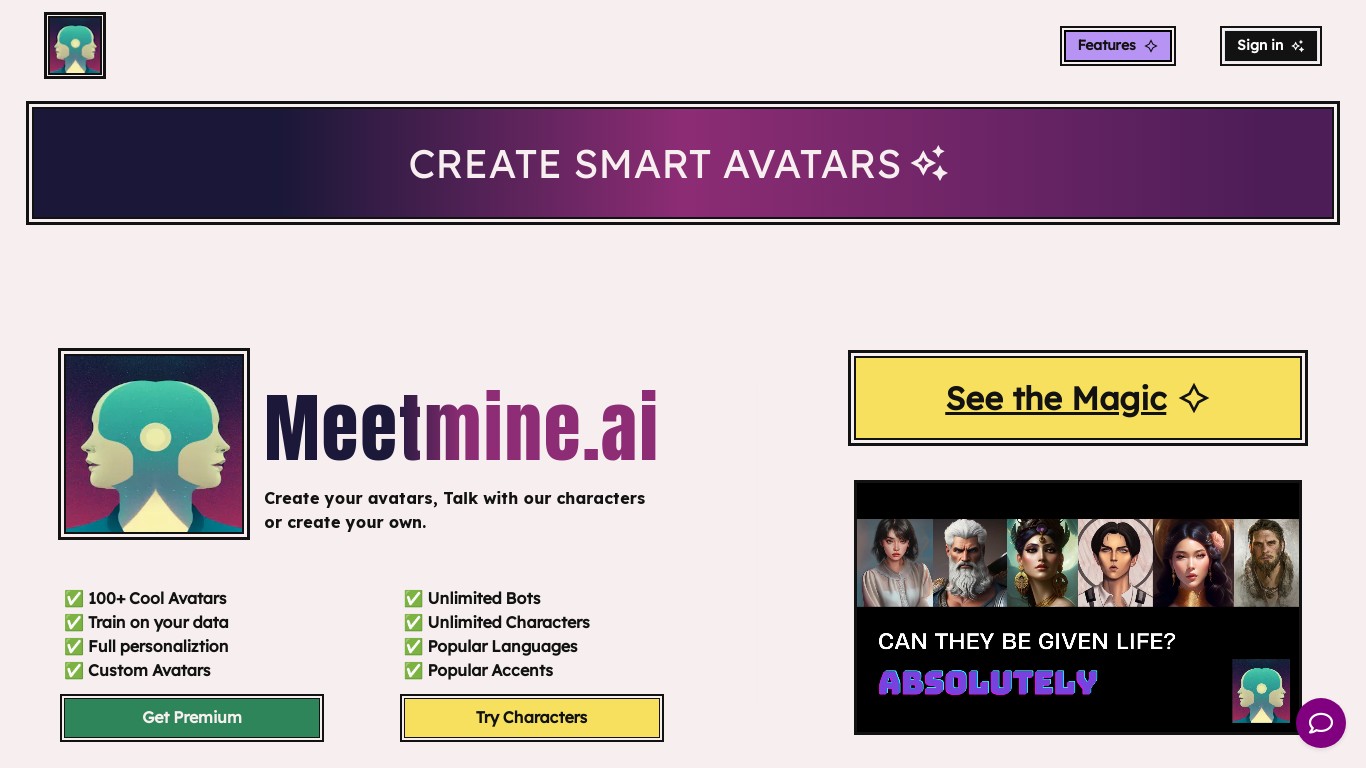 Features
Sign in
CREATE SMART AVATARS
Meetmine.ai
Create your avatars, Talk with our characters
or create your own.
✅ 100+ Cool Avatars
✅ Train on your data
✅ Full personaliztion
✅ Custom Avatars
Get Premium
✅ Unlimited Bots
✅ Unlimited Characters
✅ Popular Languages
✅ Popular Accents
Try Characters
See the Magic
CAN THEY BE GIVEN LIFE?
ABSOLUTELY